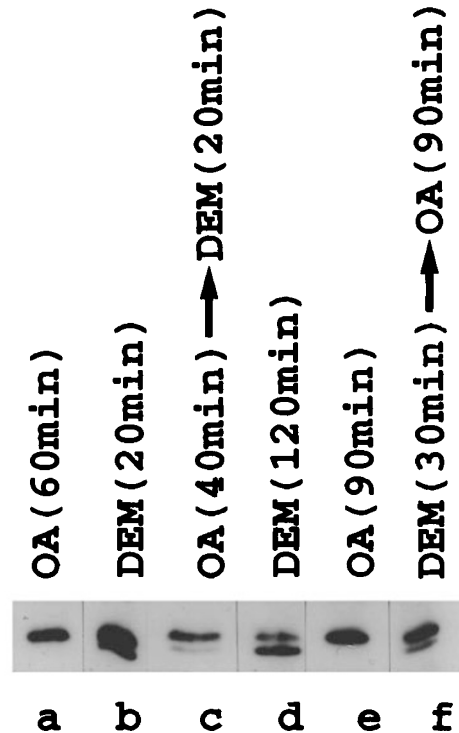 OA(60min)
DEM(20min)
OA(40min)→DEM(20min)
DEM(120min)
OA(90min)
DEM(30min)→OA(90min)
a b c d e f